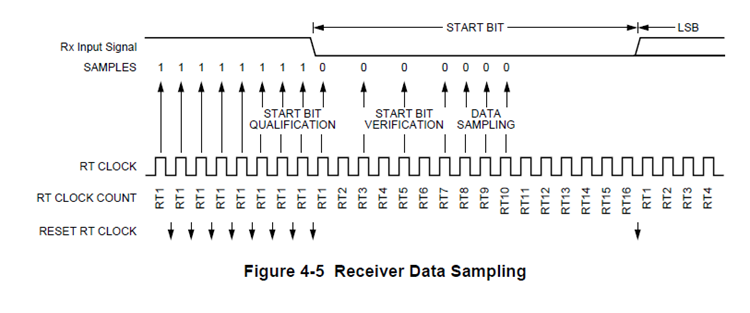 START BIT LSB
Rx Input Signal
SAMPLES 1 1 1 1 1 1 1 1 0 0 0 0 0 0 0
START BIT QUALIFICATION START BIT VERIFICATION DATA SAMPLING
RT CLOCK
RT CLOCK COUNT RT1 RT1 RT1 RT1 RT1 RT1 RT1 RT1 RT1 RT2 RT3 RT4 RT5 RT6 RT7 RT8 RT9 RT10 RT11 RT12 RT13 RT14 RT15 RT16 RT1 RT2 RT3 RT4
RESET RT CLOCK
Figure 4-5 Receiver Data Sampling